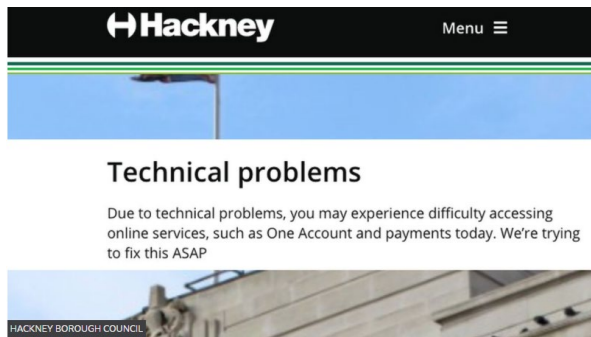 Hackney
Menu
Technical problems
Due to technical problems, you may experience difficulty accessing
online services, such as One Account and payments today. We're trying
to fix this ASAP
HACKNEY BOROUGH COUNCIL